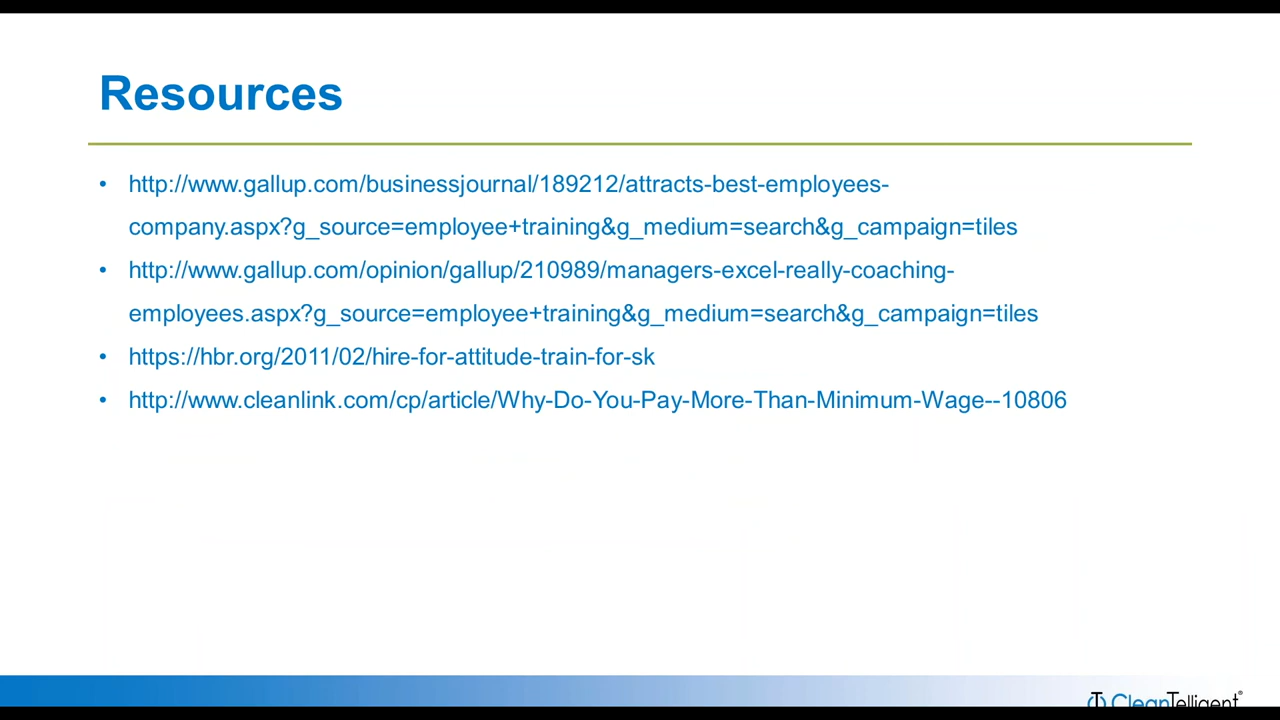 Resources
• http://www.gallup.com/businessjournal/189212/attracts-best-employees-
company.aspx?g_source=employee+training&g_medium=search&g_campaign=tiles
• http://www.gallup.com/opinion/gallup/210989/managers-excel-really-coaching-
employees.aspx?g_source=employee+training&g_medium=search&g_campaign=tiles
• https://hbr.org/2011/02/hire-for-attitude-train-for-sk
• http://www.cleanlink.com/cp/article/Why-Do-You-Pay-More-Than-Minimum-Wage--10806
CleanTelligent®